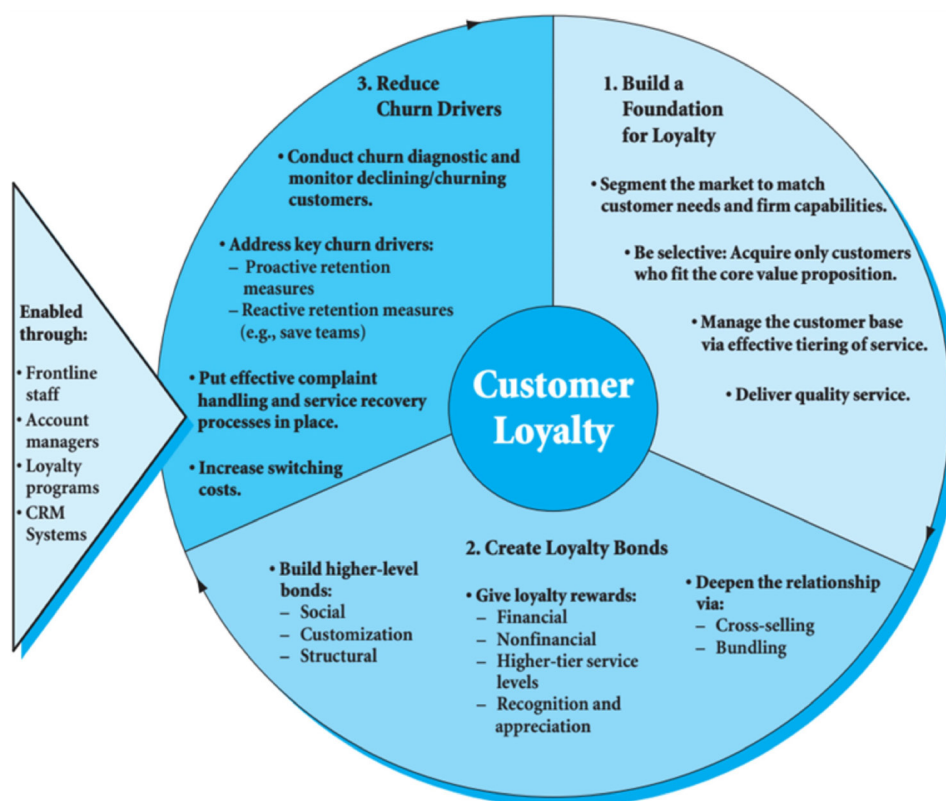 Customer
Loyalty
1. Build a
Foundation
for Loyalty
• Segment the market to match
customer needs and firm capabilities.
• Be selective: Acquire only customers
who fit the core value proposition.
• Manage the customer base
via effective tiering of service.
• Deliver quality service.
2. Create Loyalty Bonds
• Build higher-level
bonds:
– Social
– Customization
– Structural
• Give loyalty rewards:
– Financial
– Nonfinancial
– Higher-tier service
levels
– Recognition and
appreciation
• Deepen the relationship
via:
– Cross-selling
– Bundling
3. Reduce
Churn Drivers
• Conduct churn diagnostic and
monitor declining/churning
customers.
• Address key churn drivers:
– Proactive retention
measures
– Reactive retention measures
(e.g., save teams)
• Put effective complaint
handling and service recovery
processes in place.
• Increase switching
costs.
Enabled
through:
• Frontline
staff
• Account
managers
• Loyalty
programs
• CRM
Systems